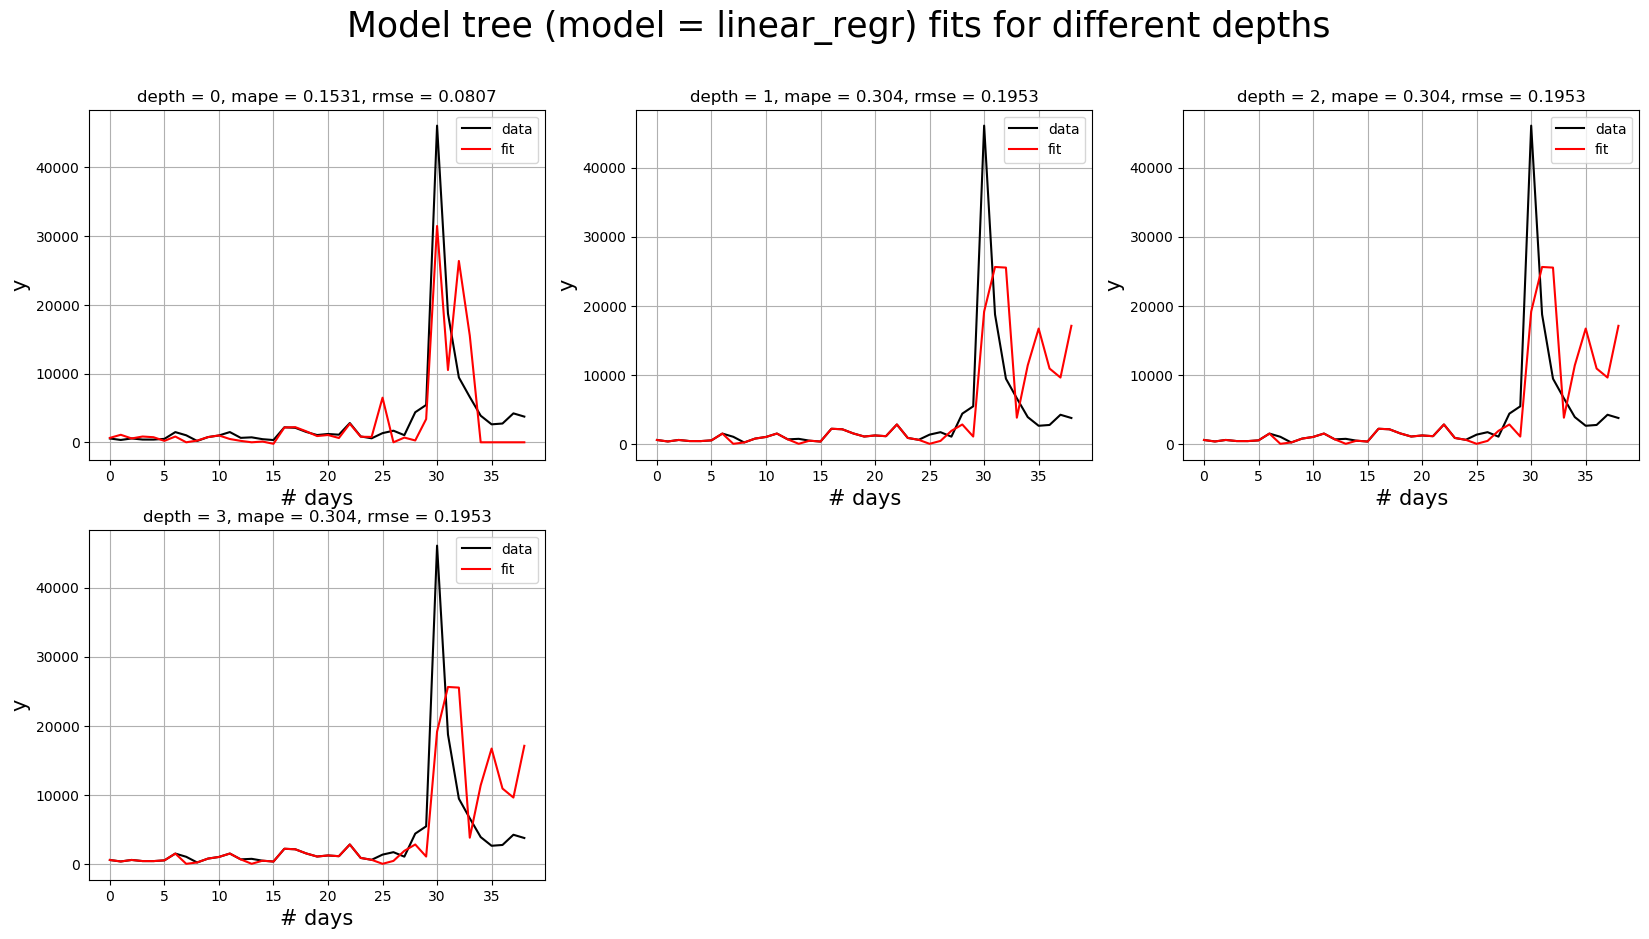 Model tree (model = linear_regr) fits for different depths
depth = 0, mape = 0.1531, rmse = 0.0807
data
fit
40000
30000
20000
10000
0
y
0 5 10 15 20 25 30 35
# days
depth = 1, mape = 0.304, rmse = 0.1953
data
fit
40000
30000
20000
10000
0
y
0 5 10 15 20 25 30 35
# days
depth = 2, mape = 0.304, rmse = 0.1953
data
fit
40000
30000
20000
10000
0
y
0 5 10 15 20 25 30 35
# days
depth = 3, mape = 0.304, rmse = 0.1953
data
fit
40000
30000
20000
10000
0
y
0 5 10 15 20 25 30 35
# days